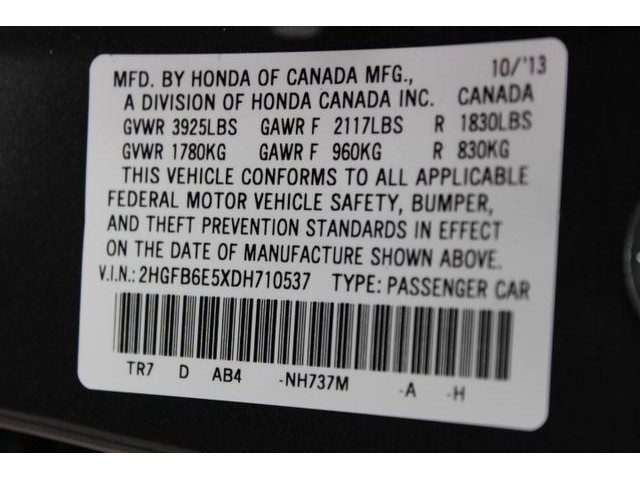 MFD. BY HONDA OF CANADA MFG., 10/'13
A DIVISION OF HONDA CANADA INC. CANADA
GVWR 3925LBS GAWR F 2117LBS R 1830LBS
GVWR 1780KG GAWR F 960KG R 830KG
THIS VEHICLE CONFORMS TO ALL APPLICABLE
FEDERAL MOTOR VEHICLE SAFETY, BUMPER,
AND THEFT PREVENTION STANDARDS IN EFFECT
ON THE DATE OF MANUFACTURE SHOWN ABOVE.
V.I.N.: 2HGFB6E5XDH710537 TYPE: PASSENGER CAR
TR7 D AB4 -NH737M -A -H